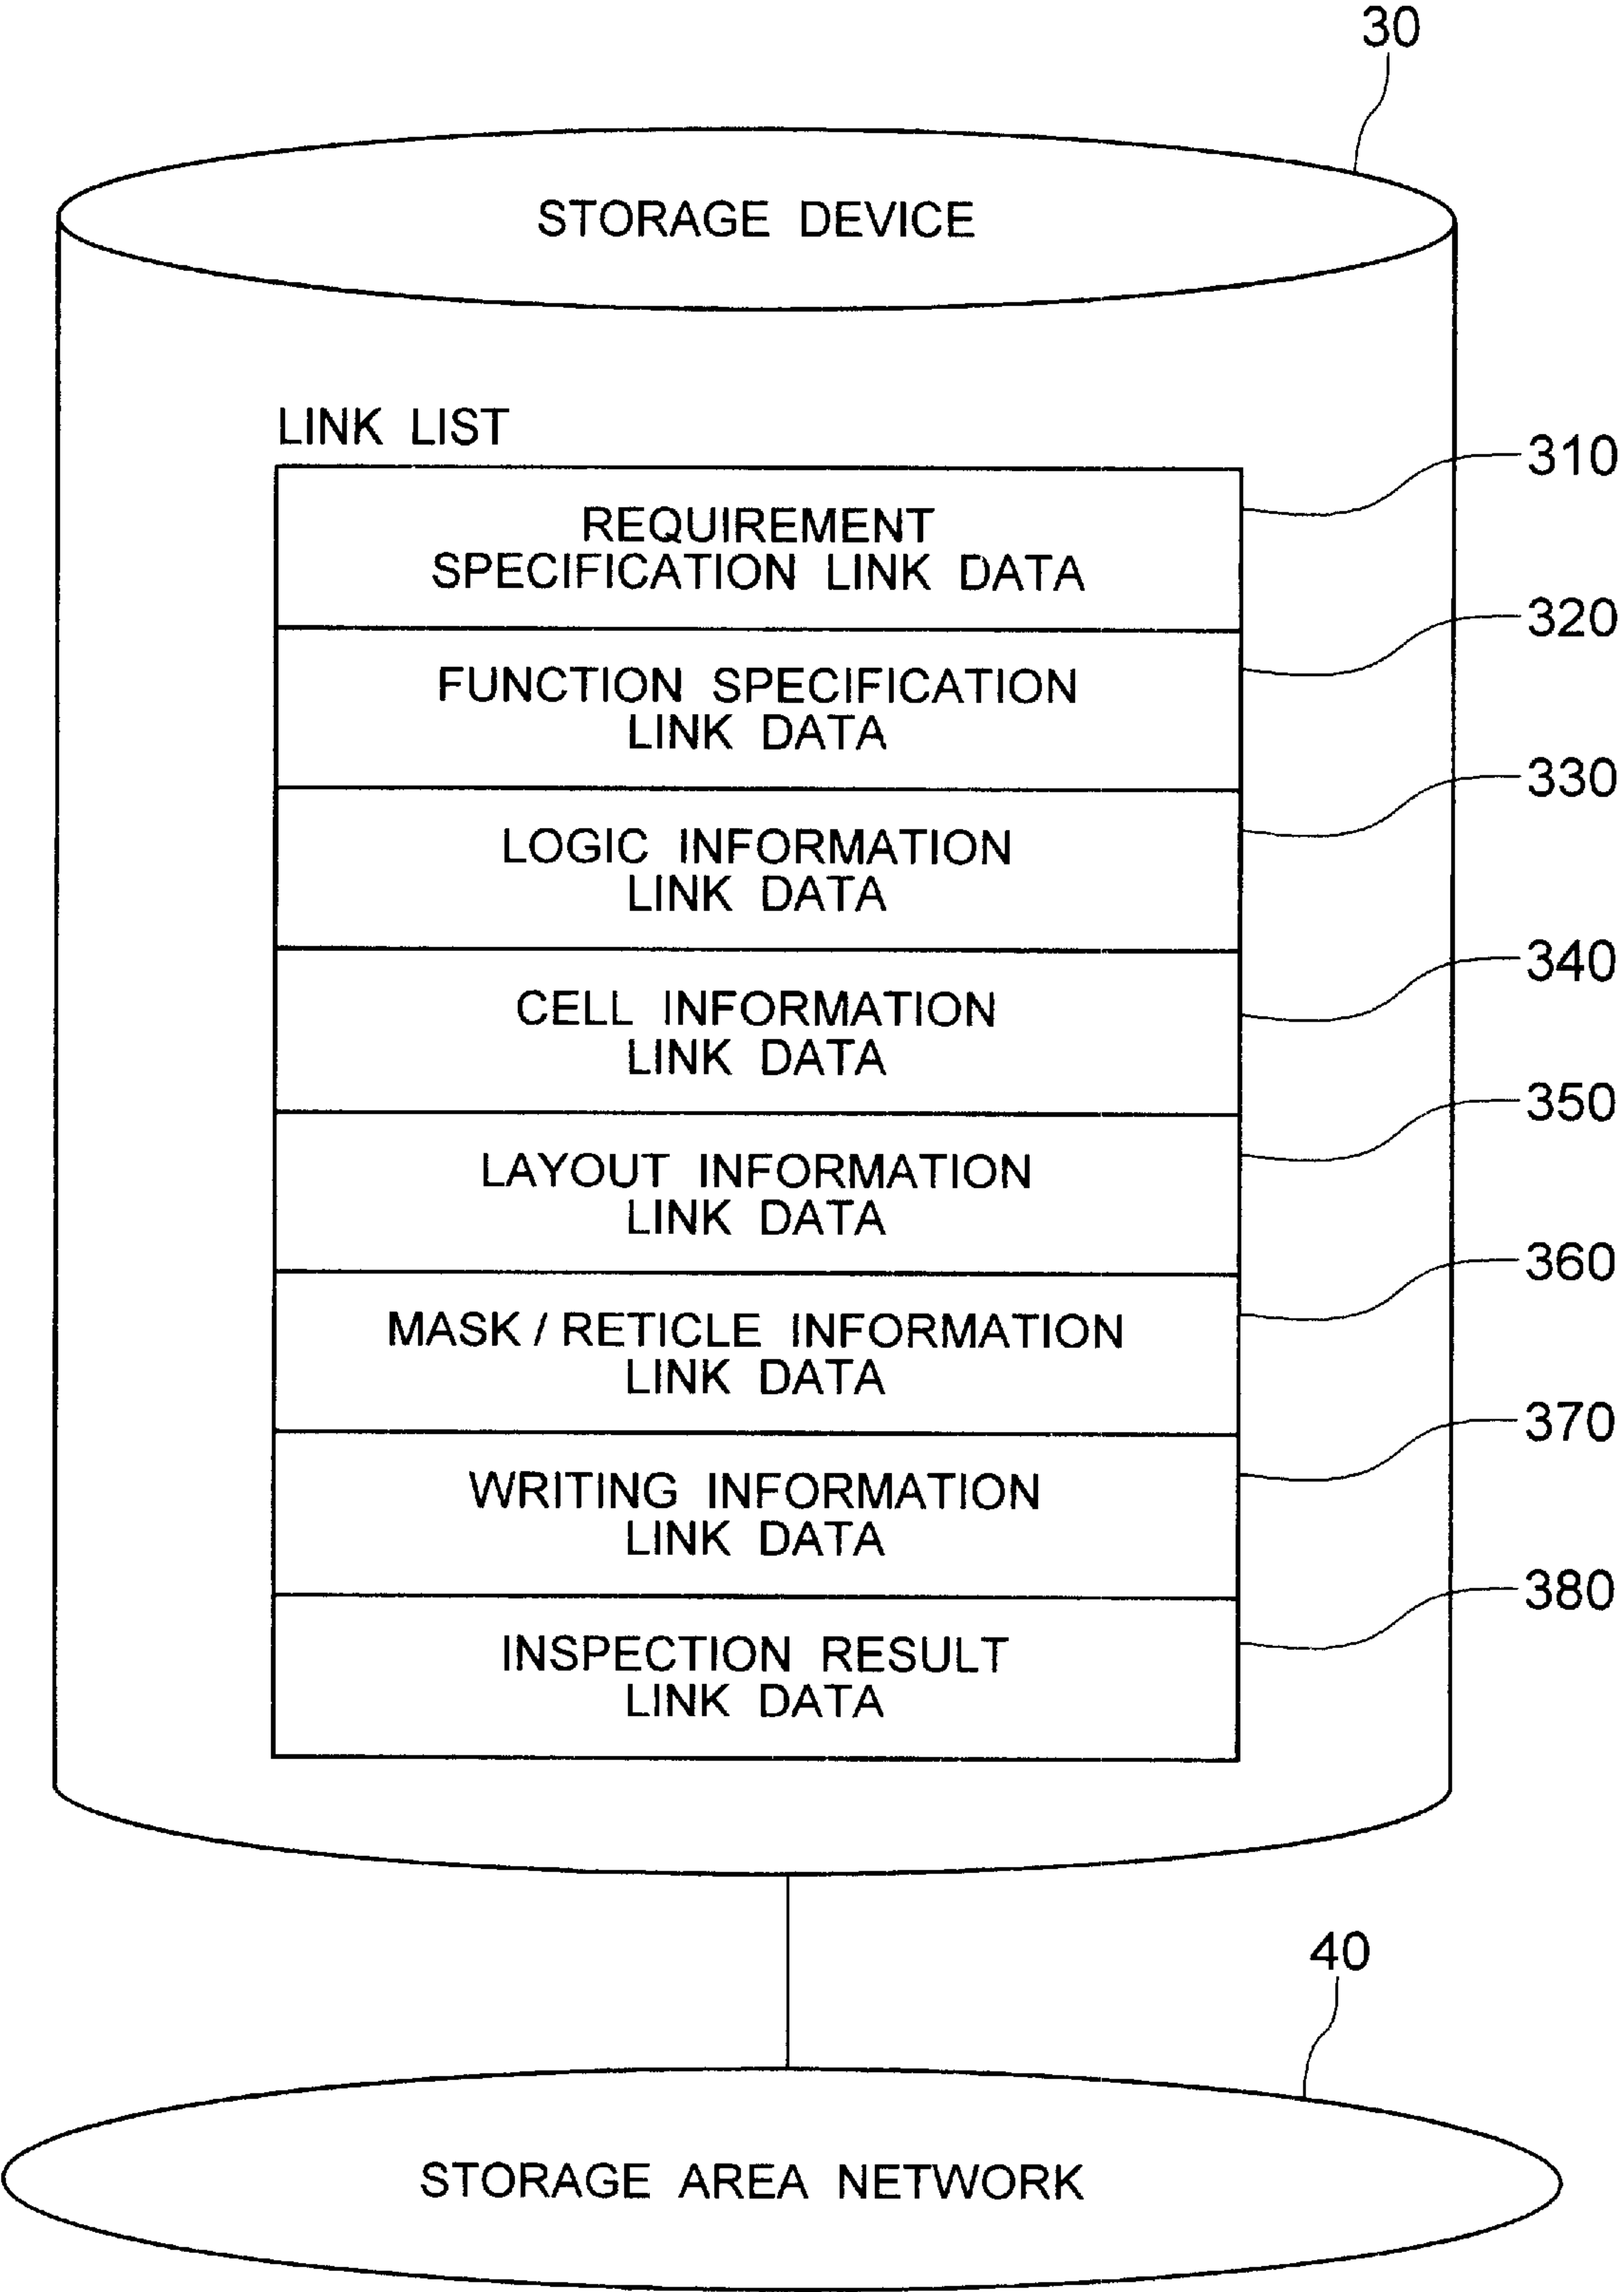 30
STORAGE DEVICE
LINK LIST
310
REQUIREMENT
SPECIFICATION LINK DATA
320
FUNCTION SPECIFICATION
LINK DATA
330
LOGIC INFORMATION
LINK DATA
340
CELL INFORMATION
LINK DATA
350
LAYOUT INFORMATION
LINK DATA
360
MASK / RETICLE INFORMATION
LINK DATA
370
WRITING INFORMATION
LINK DATA
380
INSPECTION RESULT
LINK DATA
40
STORAGE AREA NETWORK